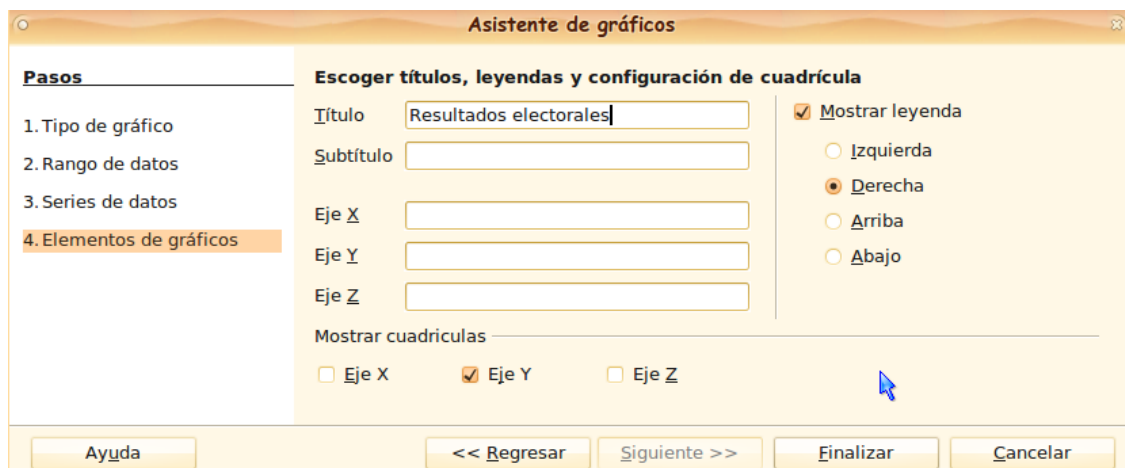 Asistente de gráficos
Pasos
1. Tipo de gráfico
2. Rango de datos
3. Series de datos
4. Elementos de gráficos
Escoger títulos, leyendas y configuración de cuadrícula
Título Resultados electorales
Subtítulo
Eje X
Eje Y
Eje Z
Mostrar leyenda
Izquierda
Derecha
Arriba
Abajo
Mostrar cuadriculas
Eje X Eje Y Eje Z
Ayuda << Regresar Siguiente >> Finalizar Cancelar